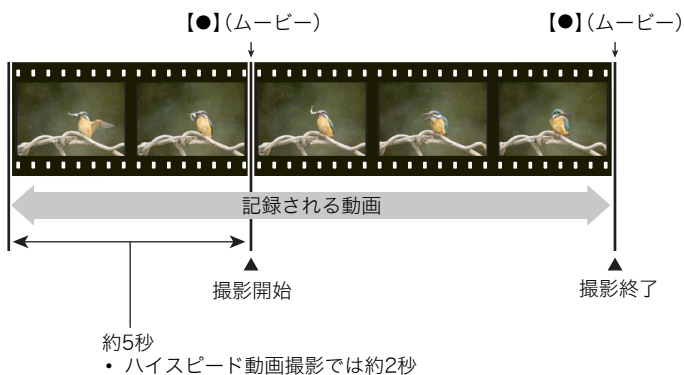 【●】（ムービー）
【●】（ムービー）
記録される動画
撮影開始
撮影終了
約5秒
• ハイスピード動画撮影では約2秒